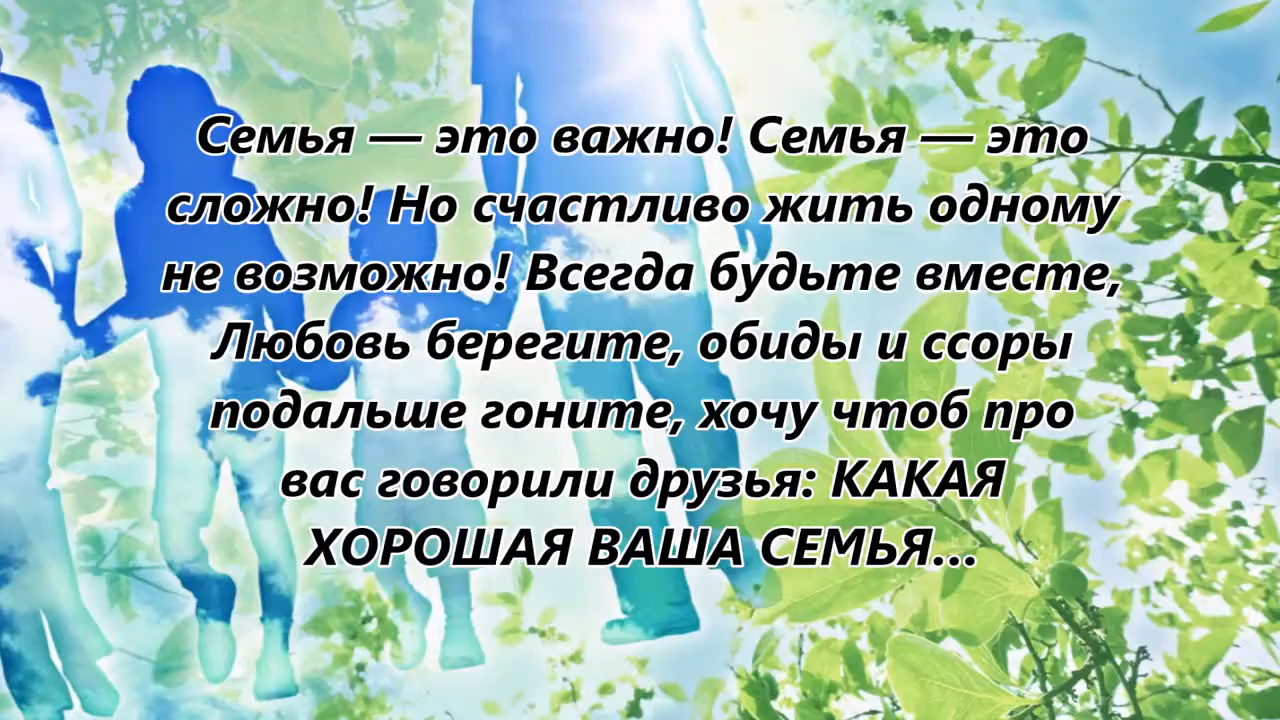 Семья — это важно! Семья — это
сложно! Но счастливо жить одному
не возможно! Всегда будьте вместе,
Любовь берегите, обиды и ссоры
подальше гоните, хочу чтоб про
вас говорили друзья: КАКАЯ
ХОРОШАЯ ВАША СЕМЬЯ...